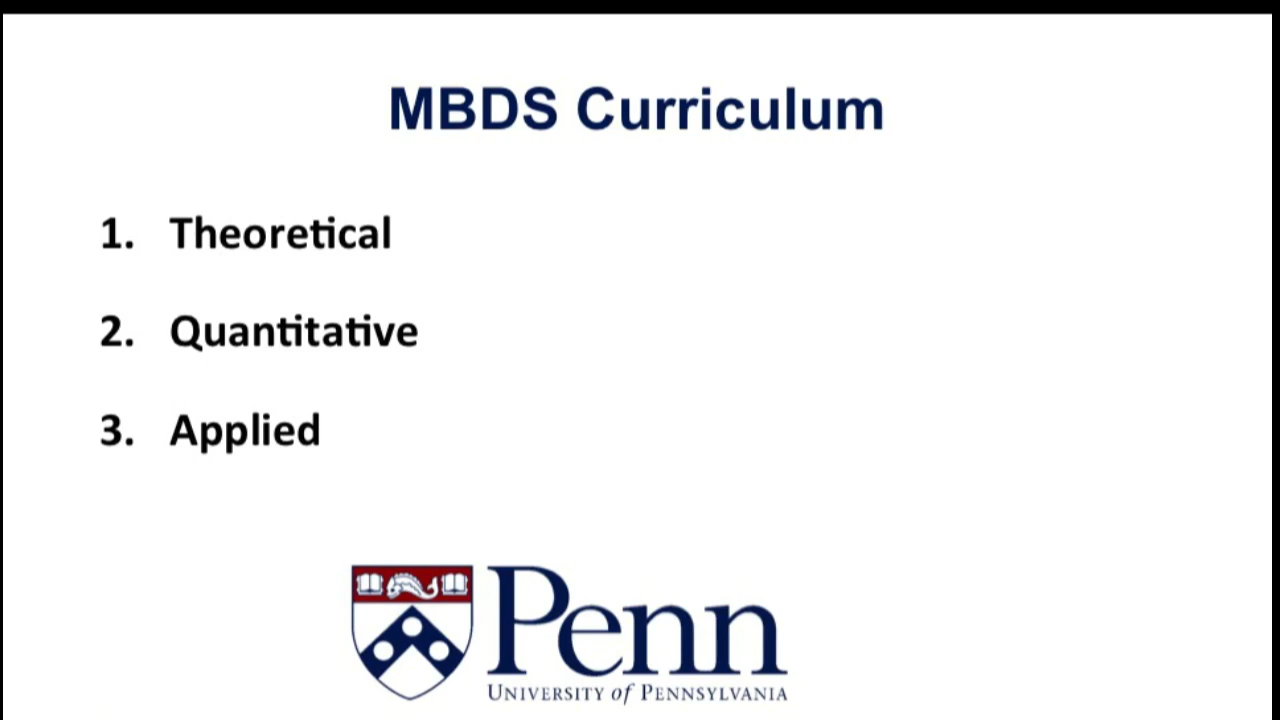 MBDS Curriculum
1. Theoretical
2. Quantitative
3. Applied
Penn
UNIVERSITY of PENNSYLVANIA